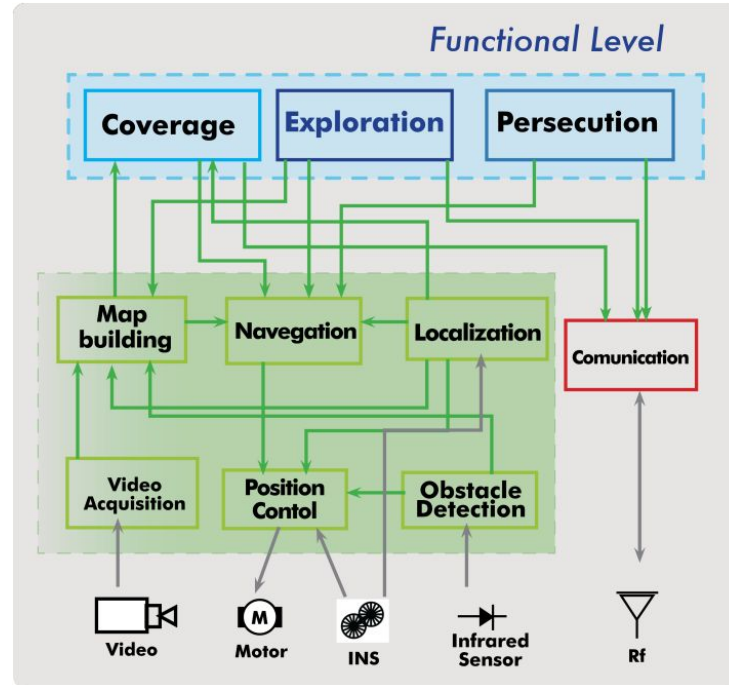 Functional Level
Coverage
Exploration
Persecution
Map
building
Navegation
Localization
Comunication
Video
Acquisition
Position
Contol
Obstacle
Detection
M
Video
Motor
INS
Infrared
Sensor
Rf